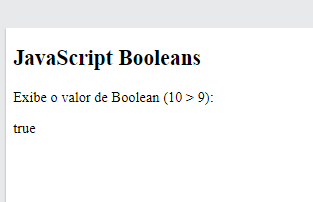 JavaScript Booleans
Exibe o valor de Boolean (10 > 9):
true